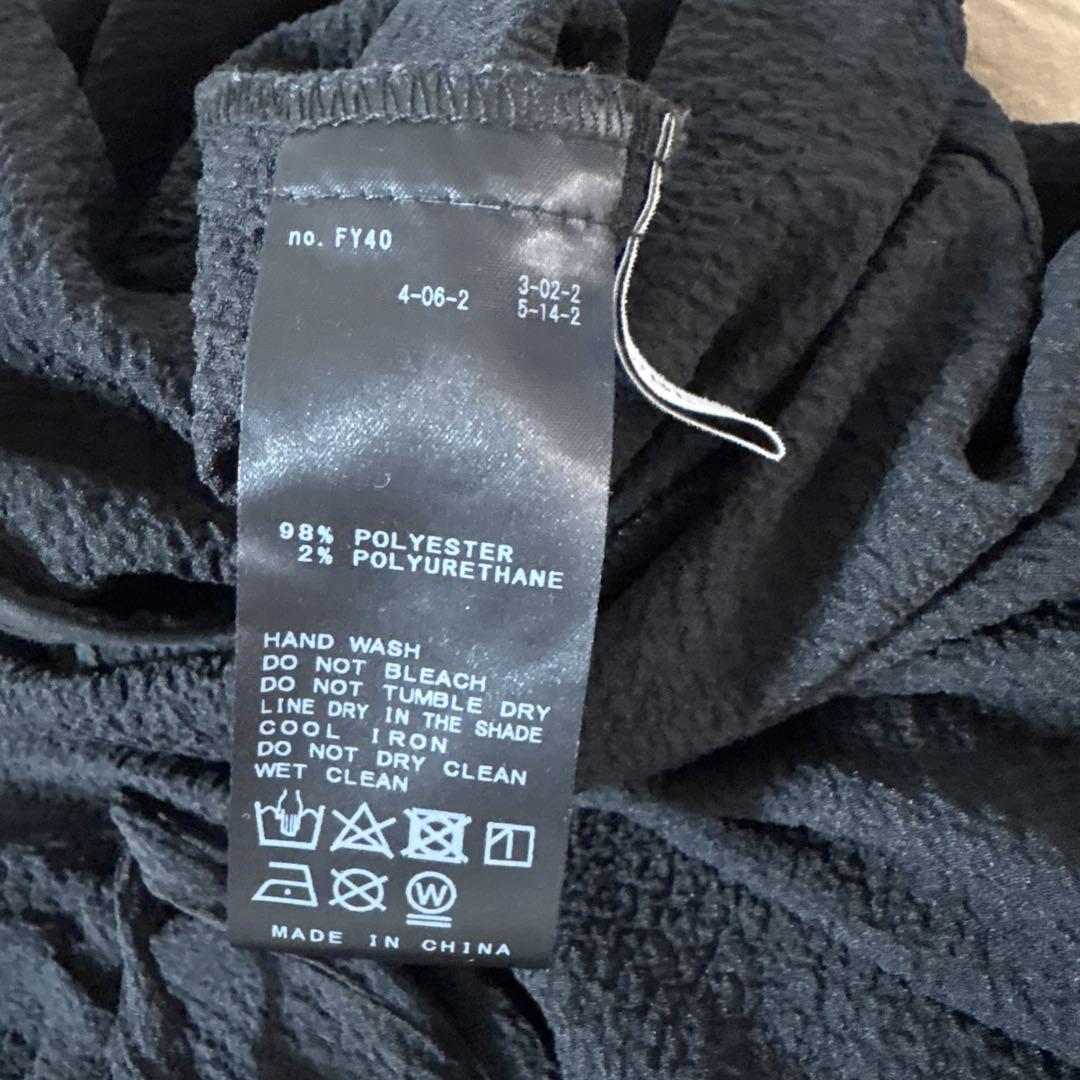 no. FY40
4-06-2
3-02-2
5-14-2
98% POLYESTER
2% POLYURETHANE
HAND WASH
DO NOT BLEACH
DO NOT TUMBLE DRY
LINE DRY IN THE SHADE
COOL IRON
DO NOT DRY CLEAN
WET CLEAN
W
MADE IN CHINA